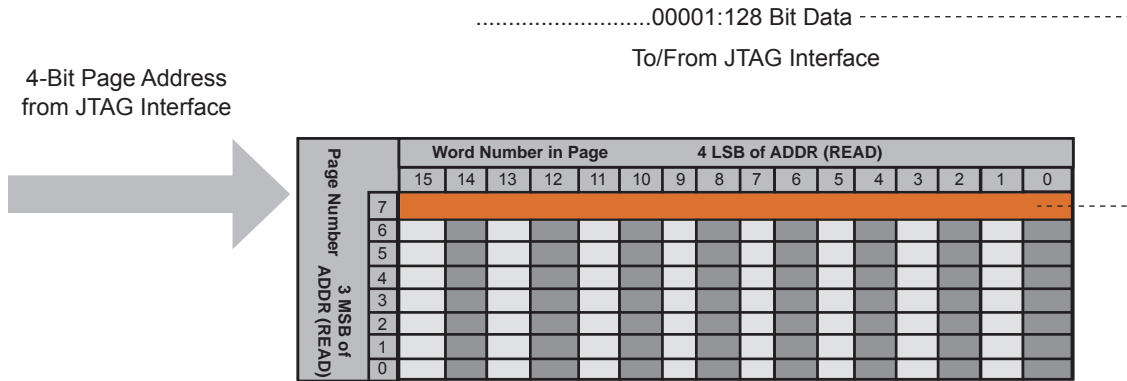 ...........................00001:128 Bit Data
To/From JTAG Interface
4-Bit Page Address
from JTAG Interface
Page Number
3 MSB of
ADDR (READ)
Word Number in Page 4 LSB of ADDR (READ)
15 14 13 12 11 10 9 8 7 6 5 4 3 2 1 0
7
6
5
4
3
2
1
0